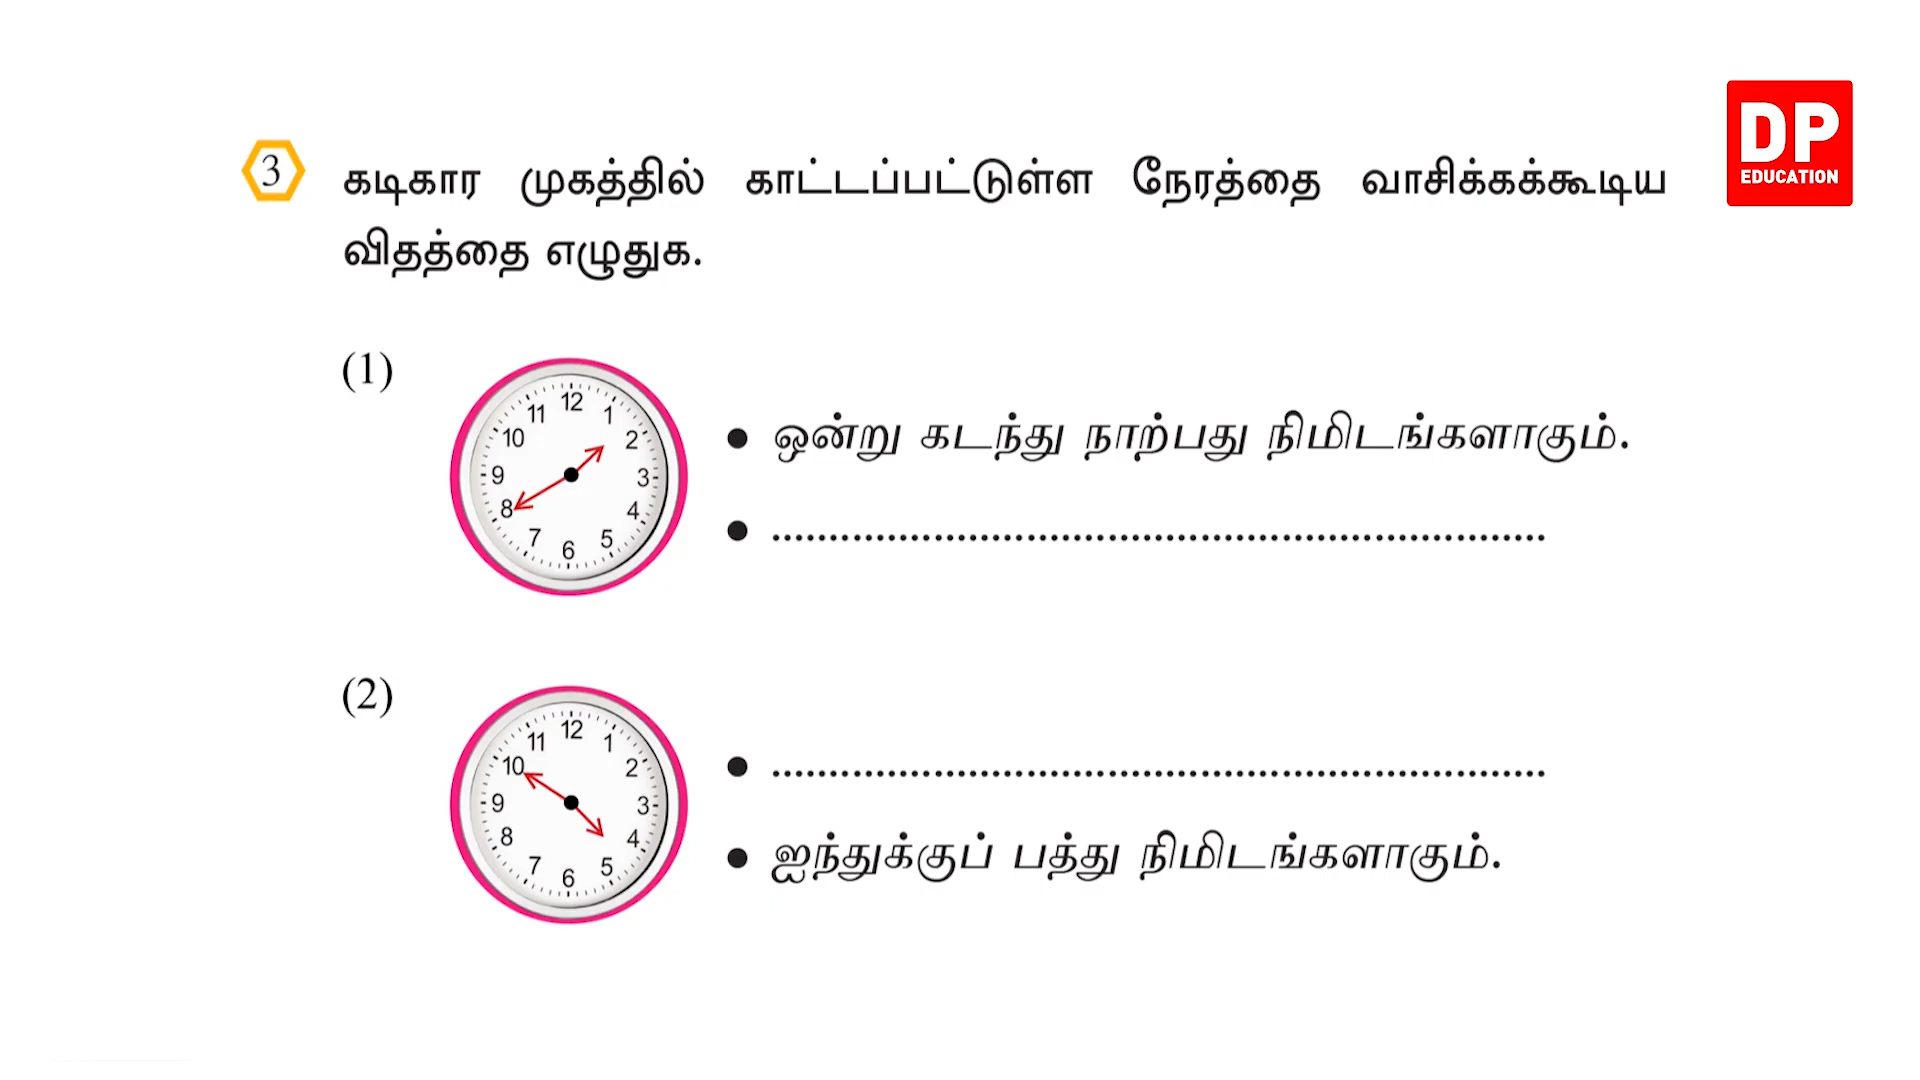 DP
EDUCATION
3 கடிகார முகத்தில் காட்டப்பட்டுள்ள நேரத்தை வாசிக்கக்கூடிய
விதத்தை எழுதுக.
(1)
12 1 2 3 4 5 6 7 8 9 10 11
● ஒன்று கடந்து நாற்பது நிமிடங்களாகும்.
● ....................................................................
(2)
12 1 2 3 4 5 6 7 8 9 10 11
● ....................................................................
● ஐந்துக்குப் பத்து நிமிடங்களாகும்.